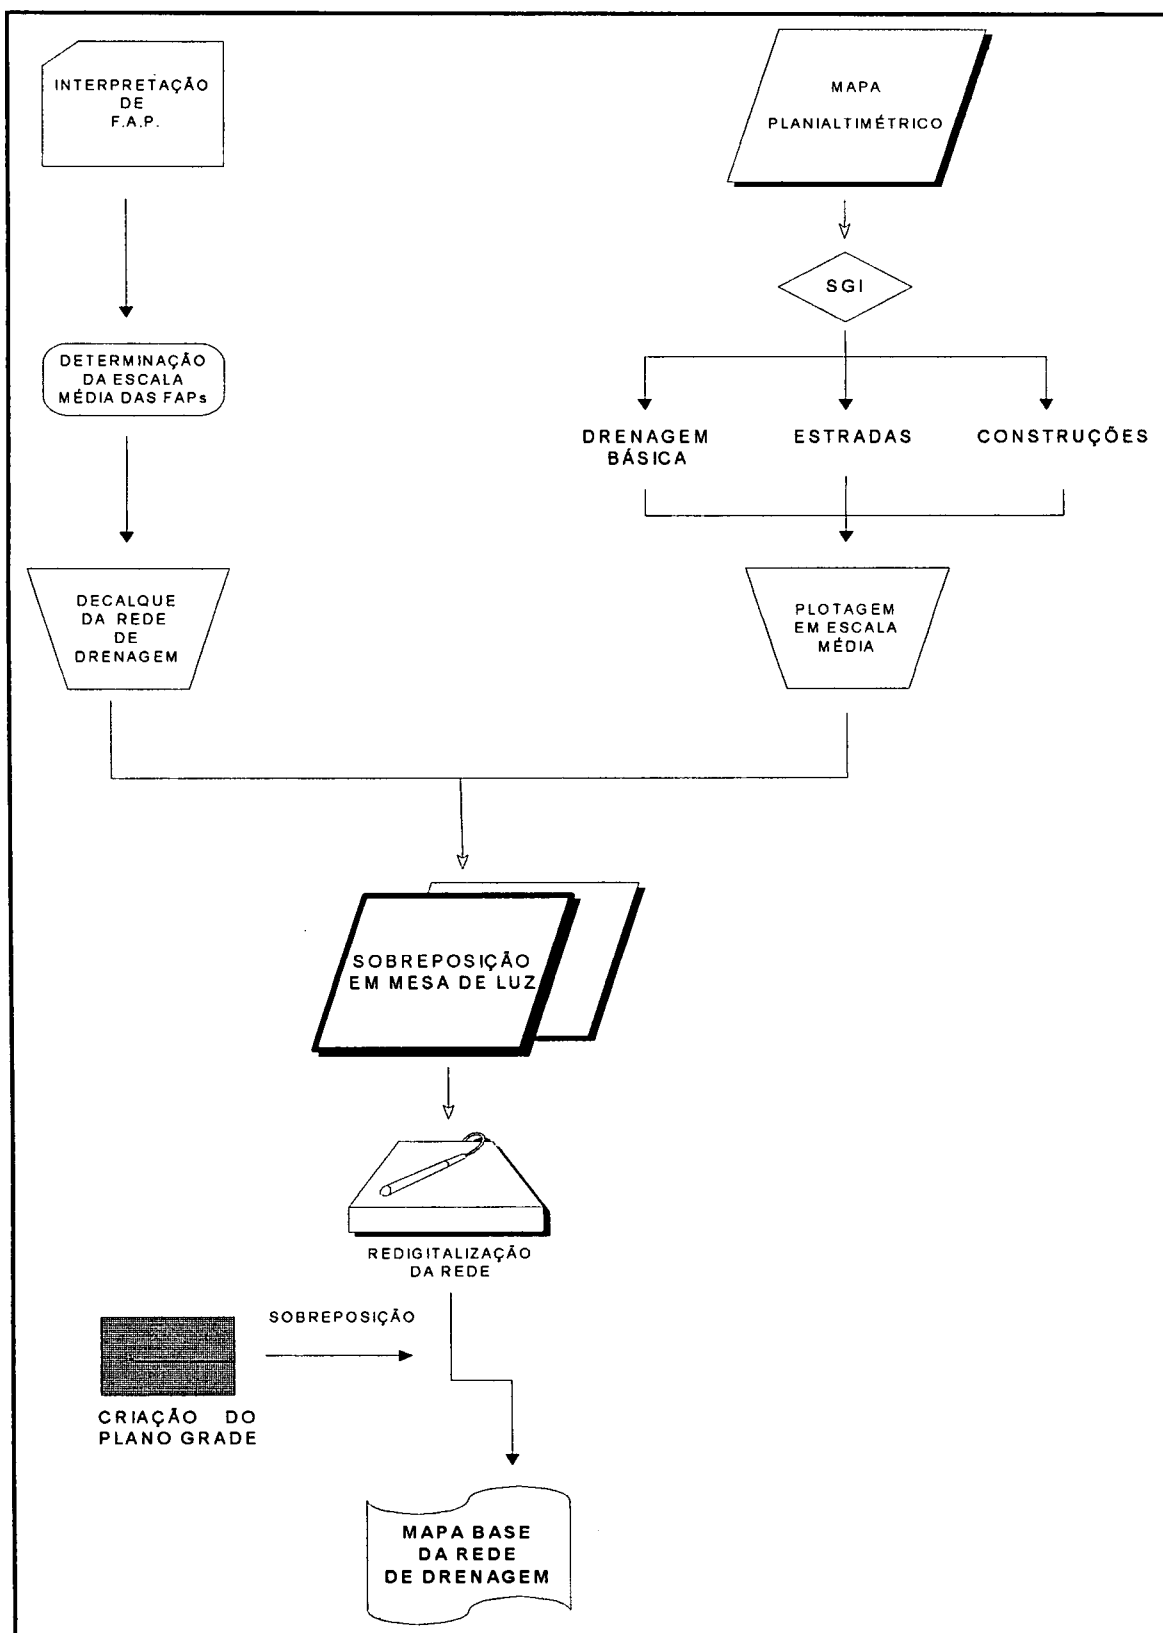 INTERPRETAÇÃO
DE
F.A.P.
DETERMINAÇÃO
DA ESCALA
MÉDIA DAS FAPs
DECALQUE
DA REDE
DE
DRENAGEM
MAPA
PLANIALTIMÉTRICO
SGI
DRENAGEM
BÁSICA
ESTRADAS
CONSTRUÇÕES
PLOTAGEM
EM ESCALA
MÉDIA
SOBREPOSIÇÃO
EM MESA DE LUZ
REDIGITALIZAÇÃO
DA REDE
SOBREPOSIÇÃO
CRIAÇÃO DO
PLANO GRADE
MAPA BASE
DA REDE
DE DRENAGEM